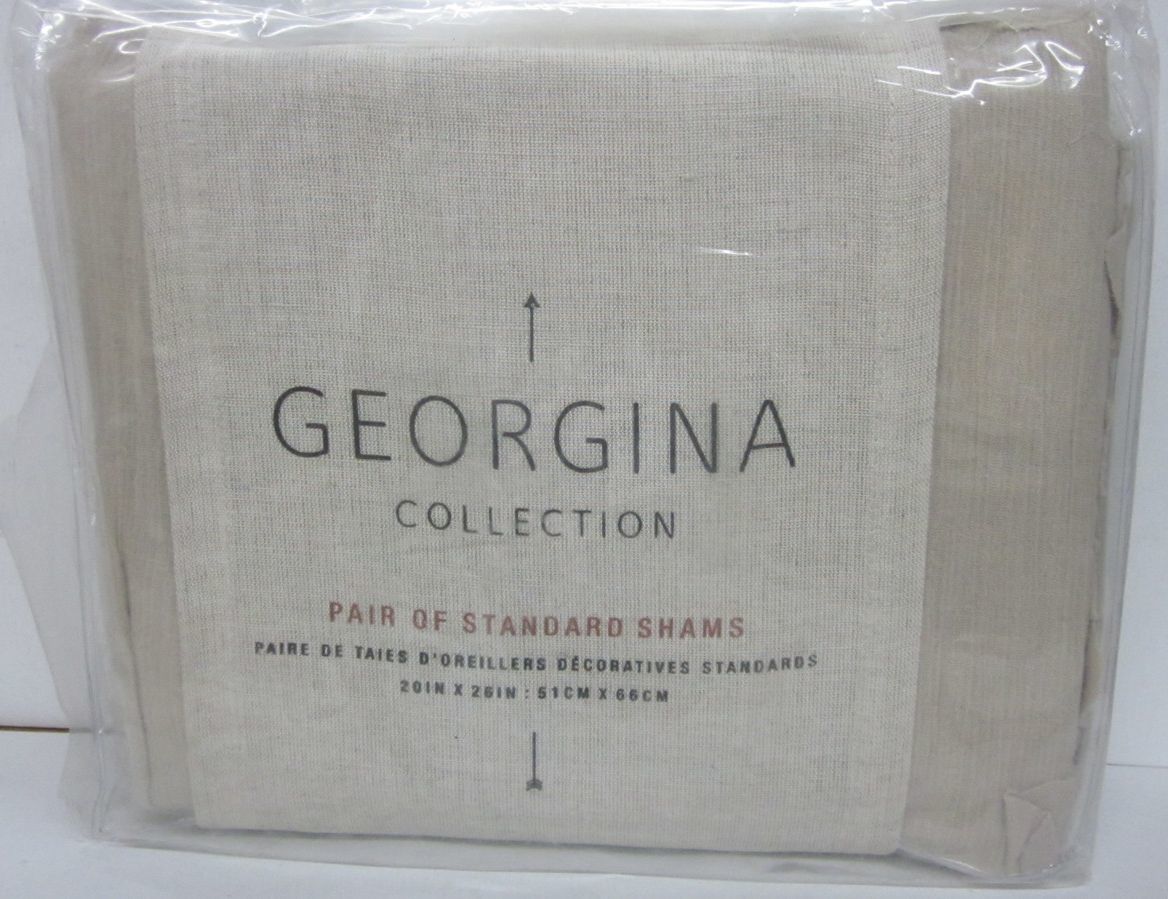 GEORGINA
COLLECTION
PAIR OF STANDARD SHAMS
PAIRE DE TAIES D'OREILLERS DÉCORATIVES STANDARDS
20IN X 26IN : 51CM X 66CM